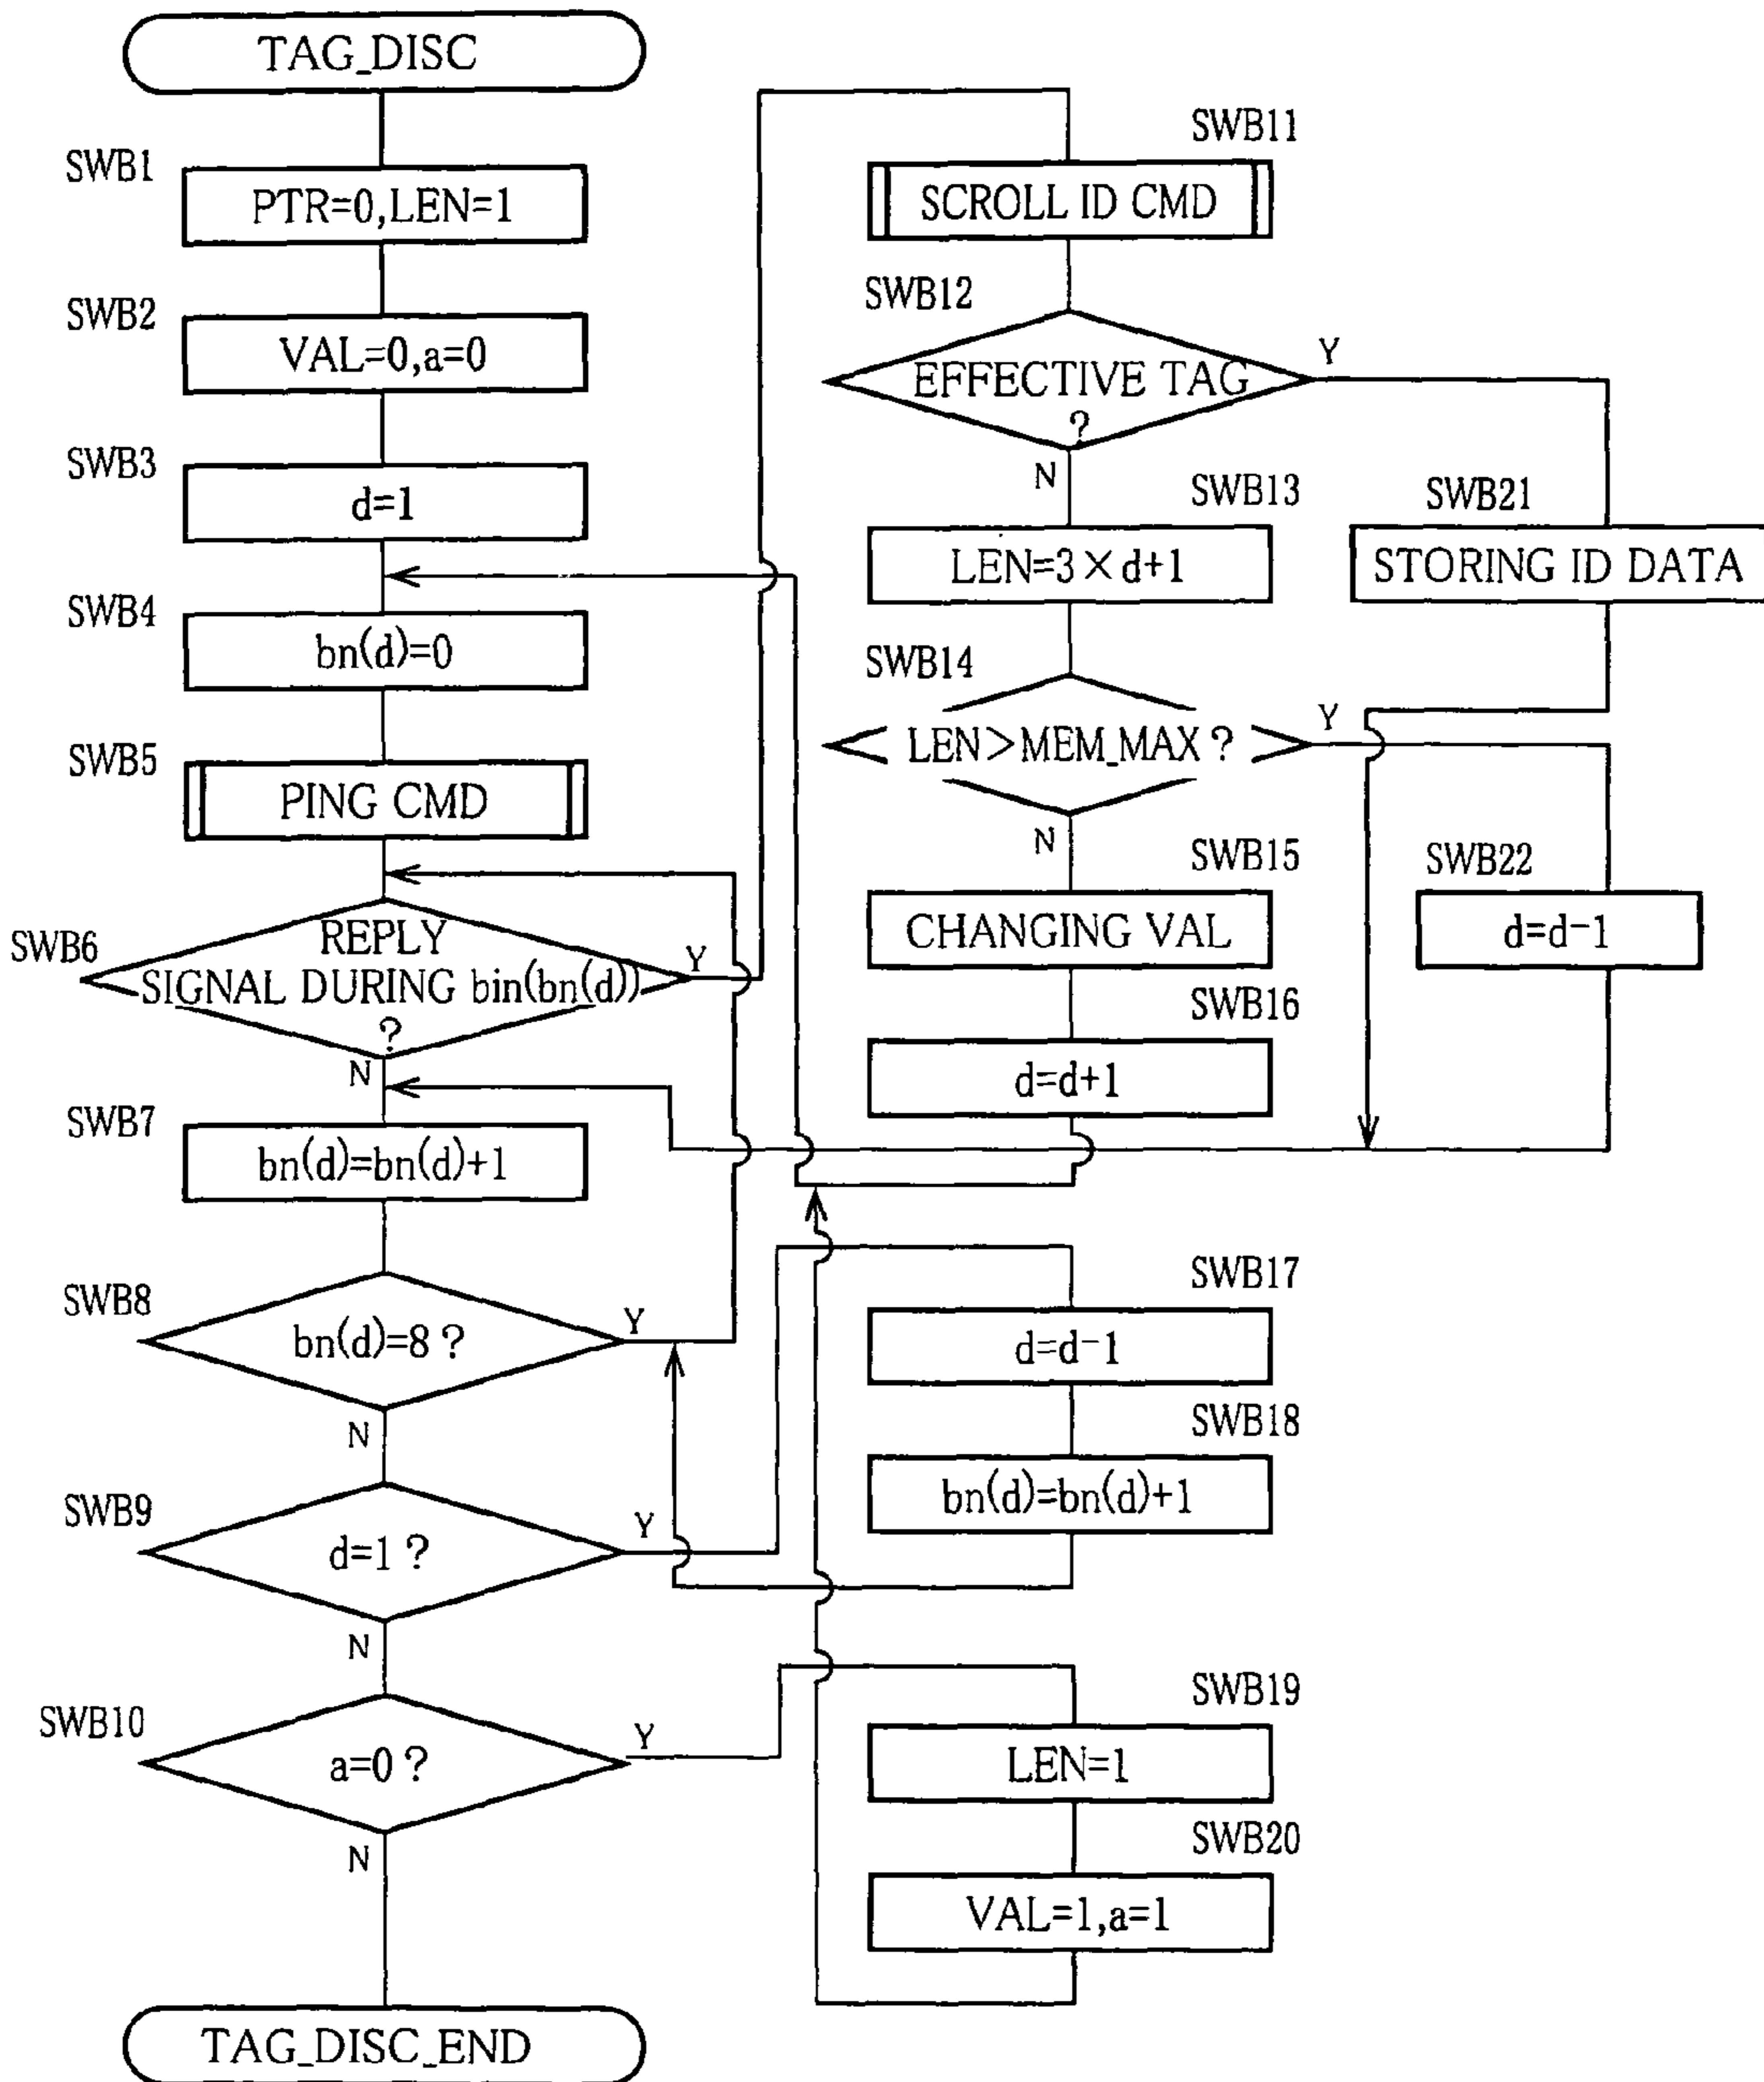 TAG_DISC
SWB1
PTR=0,LEN=1
SWB2
VAL=0,a=0
SWB3
d=1
SWB4
bn(d)=0
SWB5
PING CMD
SWB6
REPLY
SIGNAL DURING bin(bn(d))
?
Y
N
SWB7
bn(d)=bn(d)+1
SWB8
bn(d)=8 ?
Y
N
SWB9
d=1 ?
Y
N
SWB10
a=0 ?
Y
N
TAG_DISC_END
SWB11
SCROLL ID CMD
SWB12
EFFECTIVE TAG
?
Y
N
SWB13
LEN=3×d+1
SWB14
LEN>MEM_MAX ?
Y
N
SWB15
CHANGING VAL
SWB16
d=d+1
SWB17
d=d-1
SWB18
bn(d)=bn(d)+1
SWB19
LEN=1
SWB20
VAL=1,a=1
SWB21
STORING ID DATA
SWB22
d=d-1